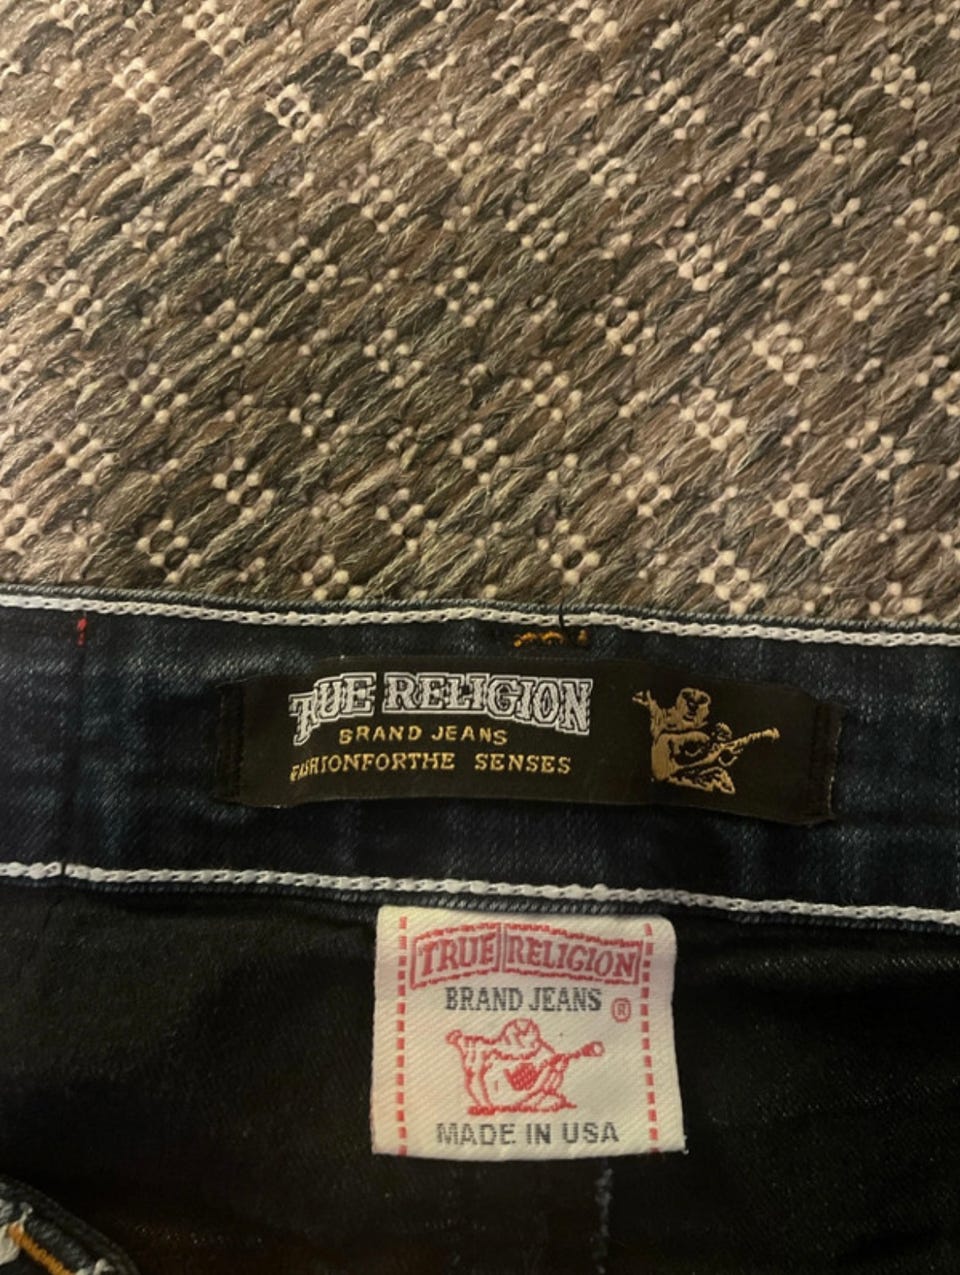 TRUE RELIGION
BRAND JEANS
FASHIONFORTHE SENSES
TRUE RELIGION
BRAND JEANS ®
MADE IN USA